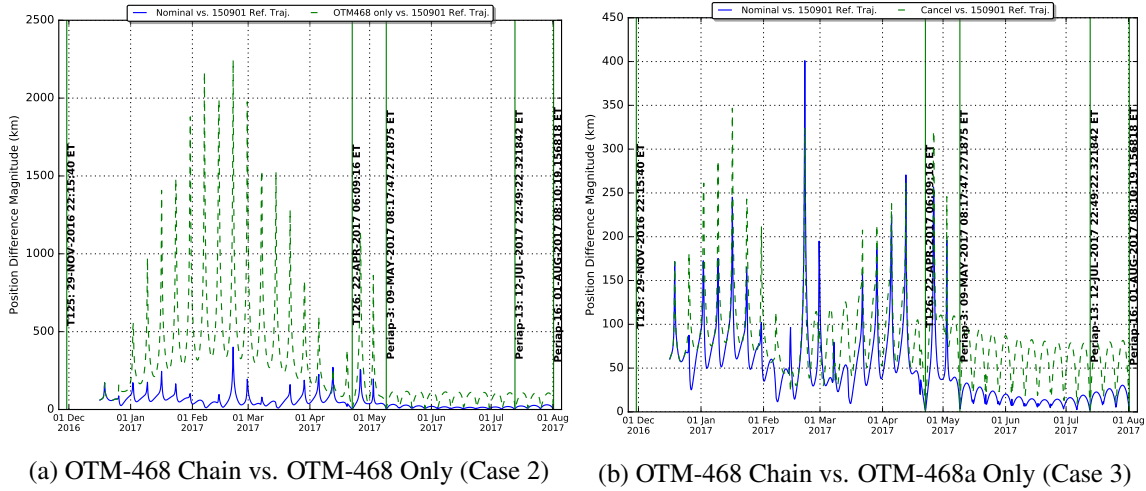 Nominal vs. 150901 Ref. Traj.
OTM468 only vs 150901 Ref. Traj.
2500
2000
1500
1000
500
0
Position Difference Magnitude (km)
T125: 29-NOV-2016 22:15:40 ET
T126: 22-APR-2017 06:09:16 ET
Periap-3: 09-MAY-2017 08:17:47.271875 ET
Periap-13: 12-JUL-2017 22:49:22.321842 ET
Periap-16: 01-AUG-2017 08:10:19.156818 ET
01 Dec 2016
01 Jan 2017
01 Feb 2017
01 Mar 2017
01 Apr 2017
01 May 2017
01 Jun 2017
01 Jul 2017
01 Aug 2017
(a) OTM-468 Chain vs. OTM-468 Only (Case 2)
Nominal vs. 150901 Ref. Traj.
Cancel vs. 150901 Ref. Traj.
450
400
350
300
250
200
150
100
50
0
Position Difference Magnitude (km)
T125: 29-NOV-2016 22:15:40 ET
T126: 22-APR-2017 06:09:16 ET
Periap-3: 09-MAY-2017 08:17:47.271875 ET
Periap-13: 12-JUL-2017 22:49:22.321842 ET
Periap-16: 01-AUG-2017 08:10:19.156818 ET
01 Dec 2016
01 Jan 2017
01 Feb 2017
01 Mar 2017
01 Apr 2017
01 May 2017
01 Jun 2017
01 Jul 2017
01 Aug 2017
(b) OTM-468 Chain vs. OTM-468a Only (Case 3)